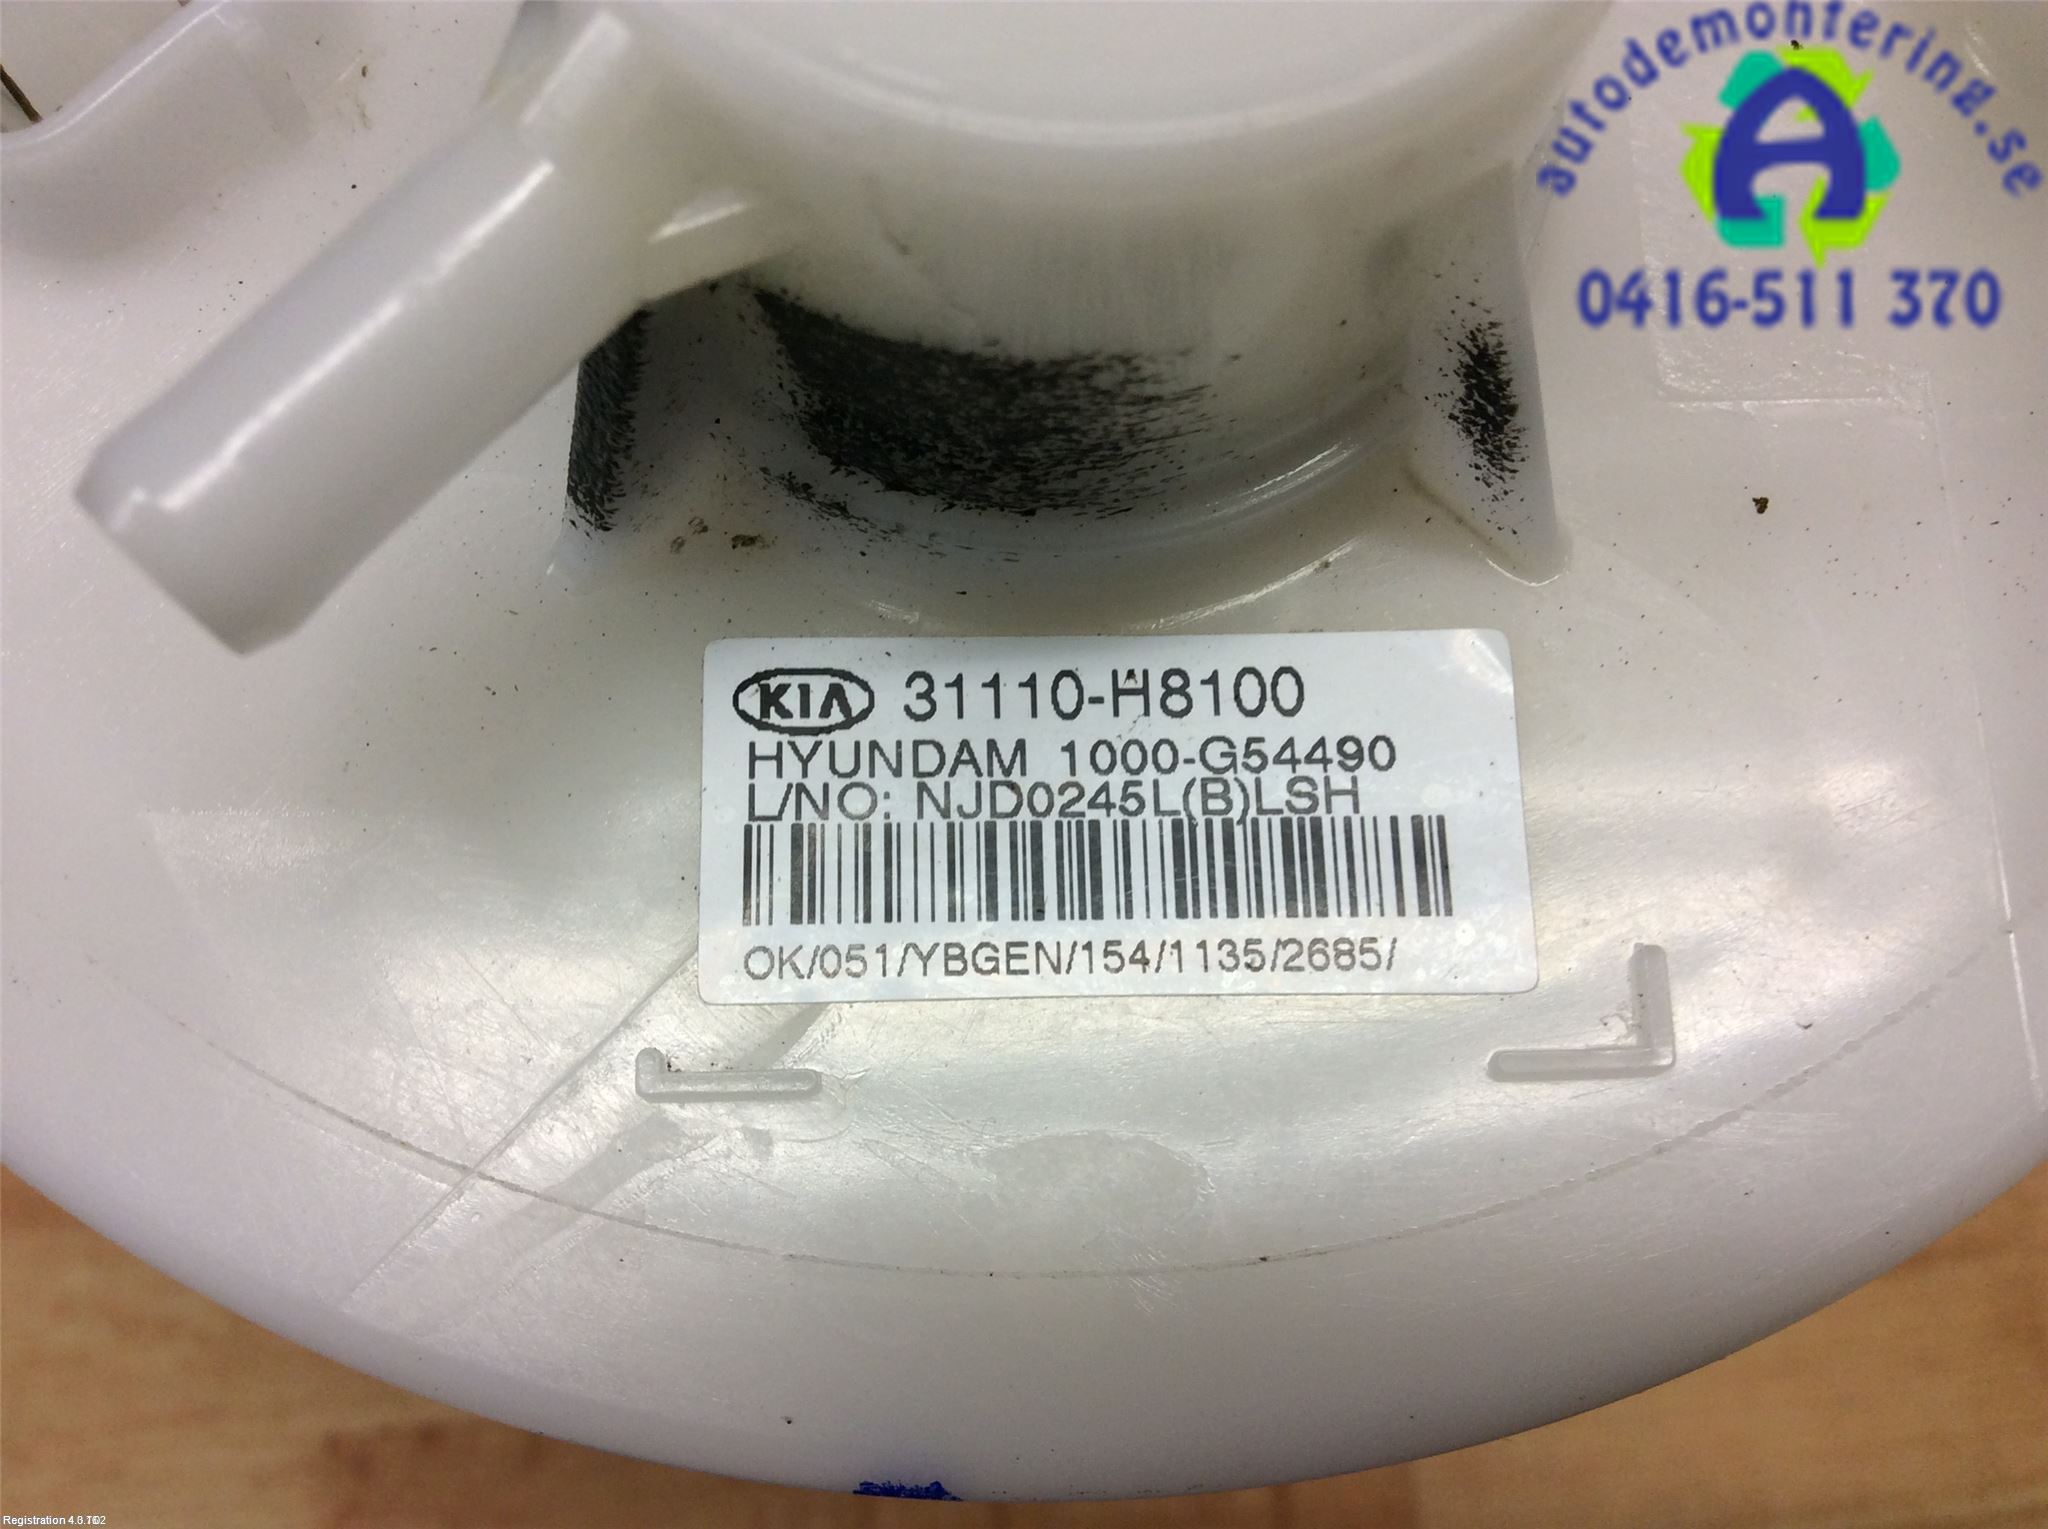 autodemontering.se
A
0416-511 370
KIA 31110-H8100
HYUNDAM 1000-G54490
L/NO: NJD0245L(B)LSH
OK/051/YBGEN/154/1135/2685/
Registration